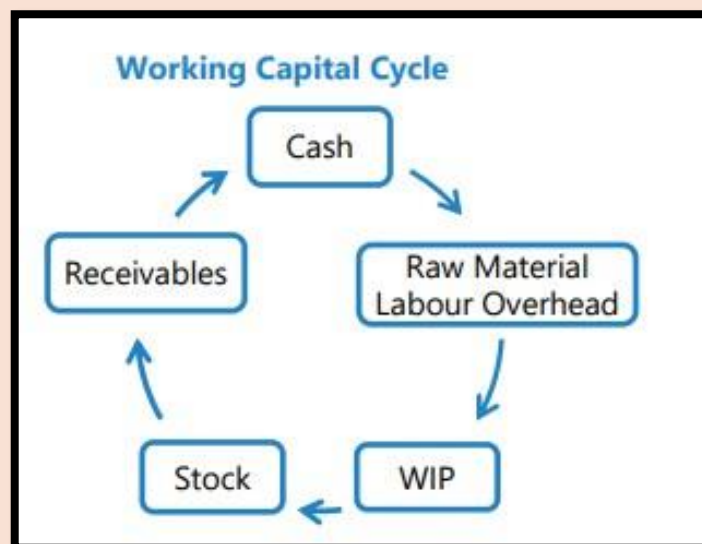 Working Capital Cycle
Cash
Raw Material
Labour Overhead
WIP
Stock
Receivables